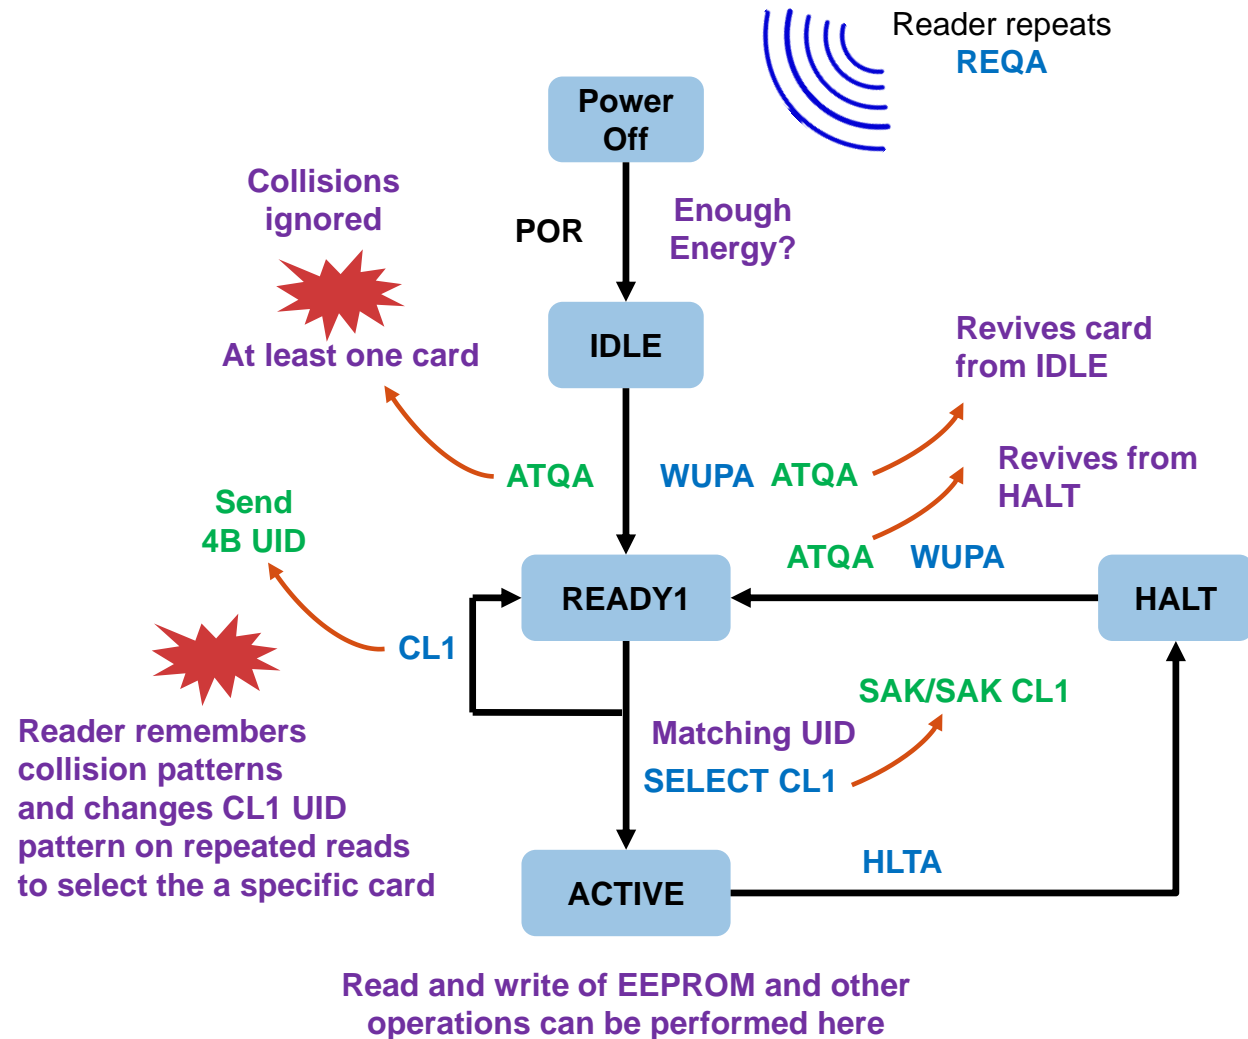 Reader repeats
REQA
Power
Off
Collisions
ignored
POR
Enough
Energy?
IDLE
At least one card
Revives card
from IDLE
ATQA
WUPA ATQA
Revives from
HALT
Send
4B UID
ATQA
WUPA
READY1
HALT
CL1
SAK/SAK CL1
Matching UID
SELECT CL1
Reader remembers
collision patterns
and changes CL1 UID
pattern on repeated reads
to select the a specific card
HLTA
ACTIVE
Read and write of EEPROM and other
operations can be performed here